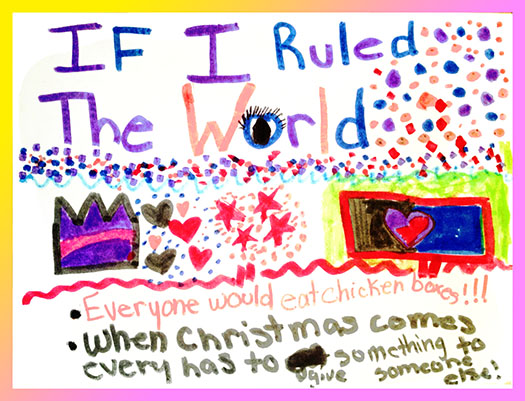 IF I Ruled
The World
Everyone would eat chicken boxes!!!
When Christmas comes
every has to something to
give someone else!